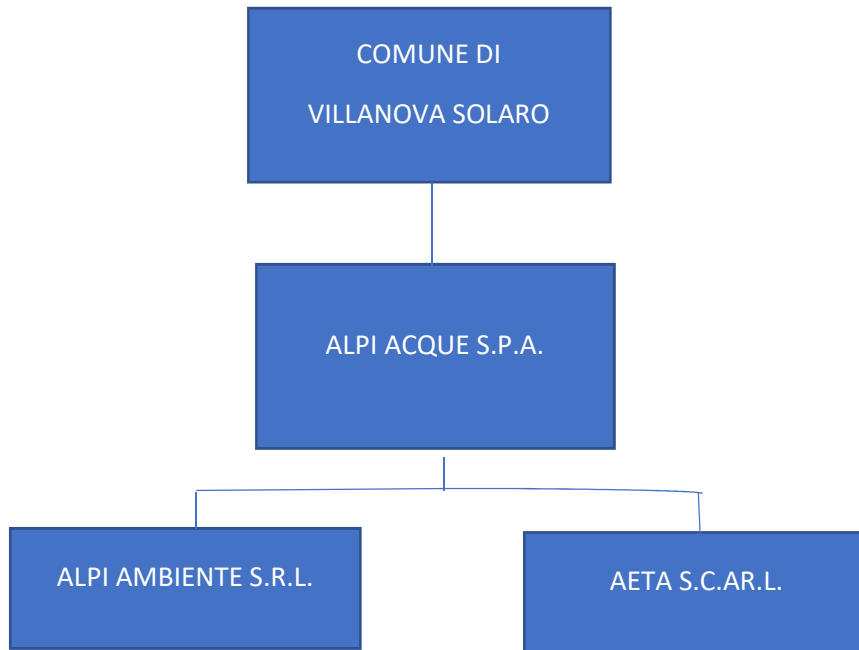 COMUNE DI
VILLANOVA SOLARO
ALPI ACQUE S.P.A.
ALPI AMBIENTE S.R.L.
AETA S.C.AR.L.